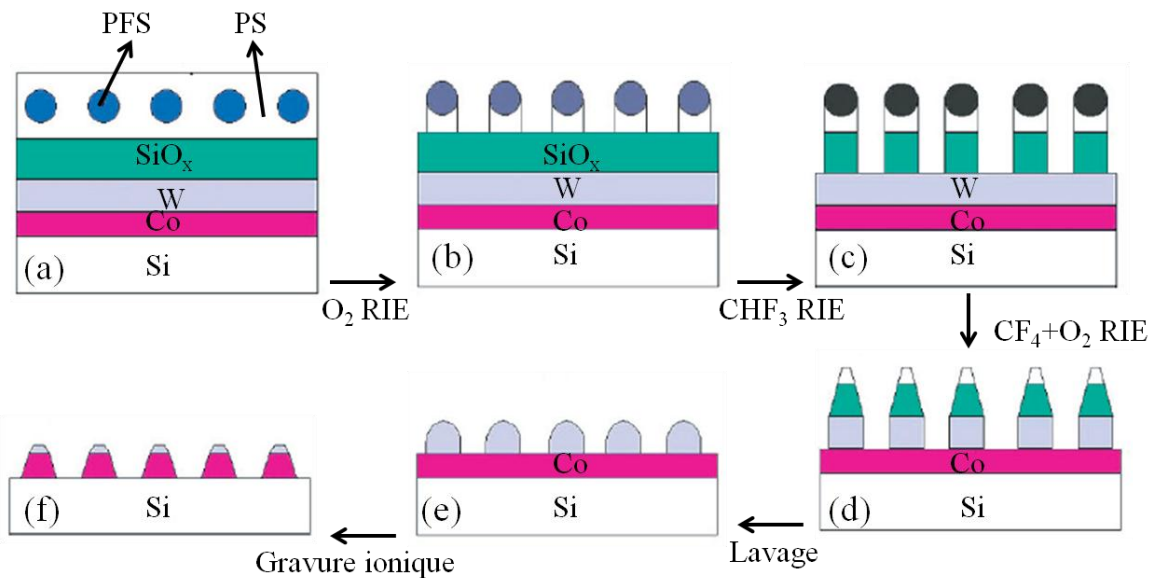 PFS
PS
SiOₓ
W
Co
Si
(a)
O₂ RIE
SiOₓ
W
Co
Si
(b)
CHF₃ RIE
W
Co
Si
(c)
CF₄+O₂ RIE
Co
Si
(d)
Lavage
Co
Si
(e)
Gravure ionique
Si
(f)